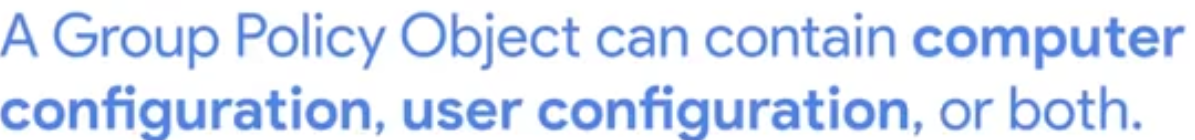 A Group Policy Object can contain computer
configuration, user configuration, or both.